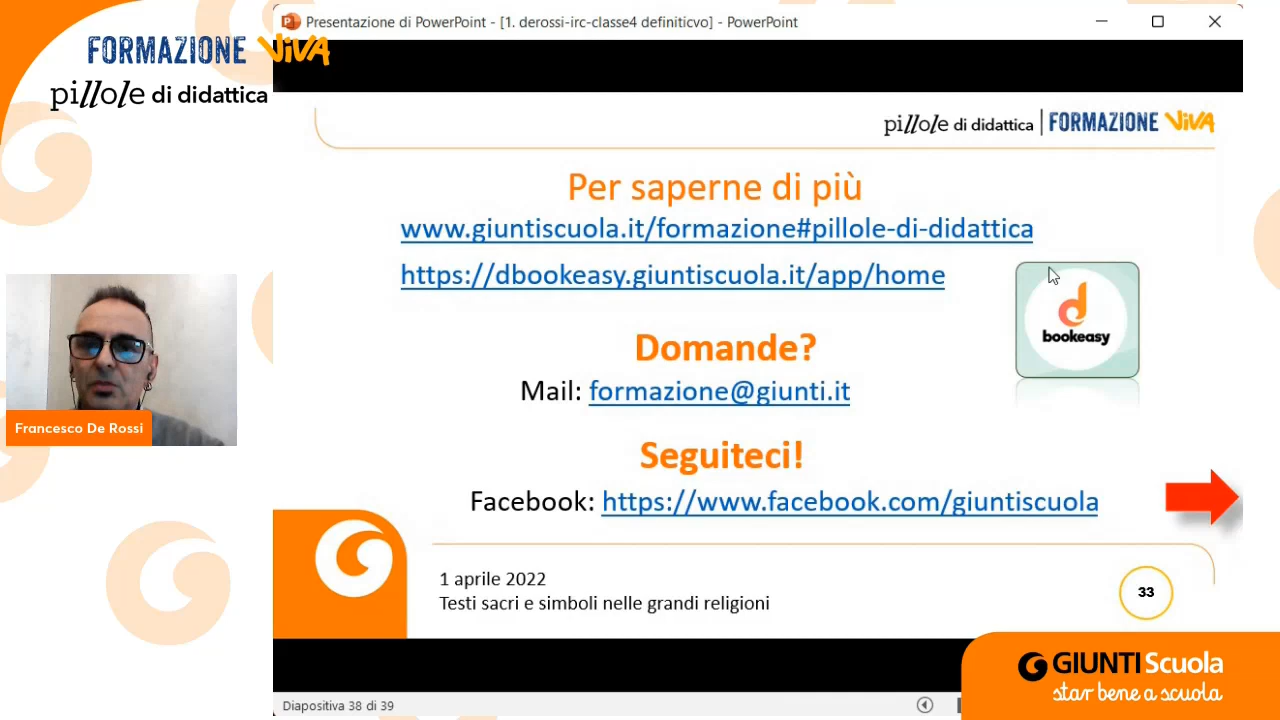 Presentazione di PowerPoint - [1. derossi-irc-classe4 definiticvo] - PowerPoint
FORMAZIONE VIVA
pillole di didattica
pillole di didattica | FORMAZIONE VIVA
Per saperne di più
www.giuntiscuola.it/formazione#pillole-di-didattica
https://dbookeasy.giuntiscuola.it/app/home
d
bookeasy
Domande?
Mail: formazione@giunti.it
Francesco De Rossi
Seguiteci!
Facebook: https://www.facebook.com/giuntiscuola
1 aprile 2022
Testi sacri e simboli nelle grandi religioni
33
GIUNTI Scuola
star bene a scuola
Diapositiva 38 di 39